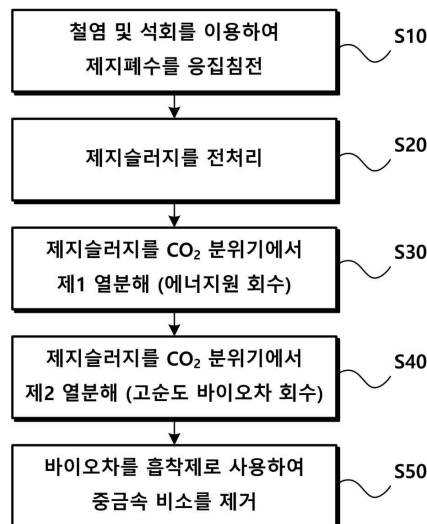 철염 및 석회를 이용하여
제지폐수를 응집침전
S10
제지슬러지를 전처리
S20
제지슬러지를 CO₂ 분위기에서
제1 열분해 (에너지원 회수)
S30
제지슬러지를 CO₂ 분위기에서
제2 열분해 (고순도 바이오차 회수)
S40
바이오차를 흡착제로 사용하여
중금속 비소를 제거
S50